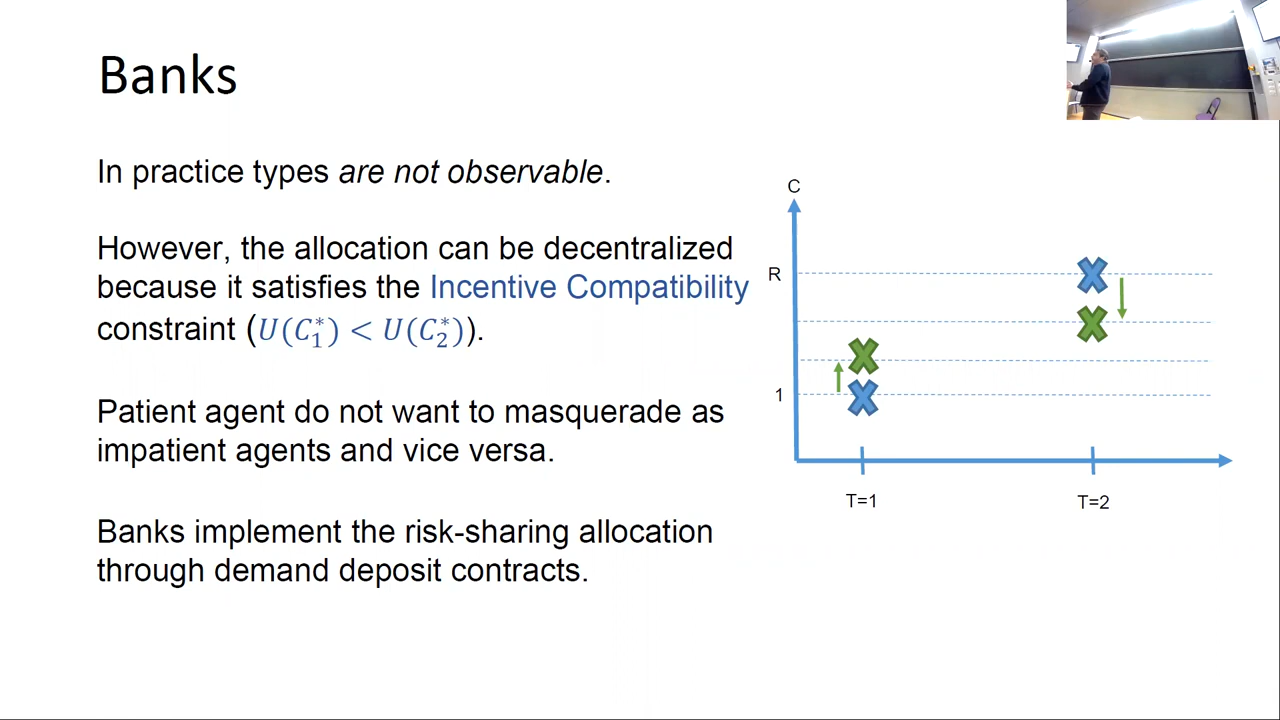 Banks
In practice types are not observable.
However, the allocation can be decentralized
because it satisfies the Incentive Compatibility
constraint (U(C₁*) < U(C₂*)).
Patient agent do not want to masquerade as
impatient agents and vice versa.
Banks implement the risk-sharing allocation
through demand deposit contracts.
C
R
1
T=1
T=2